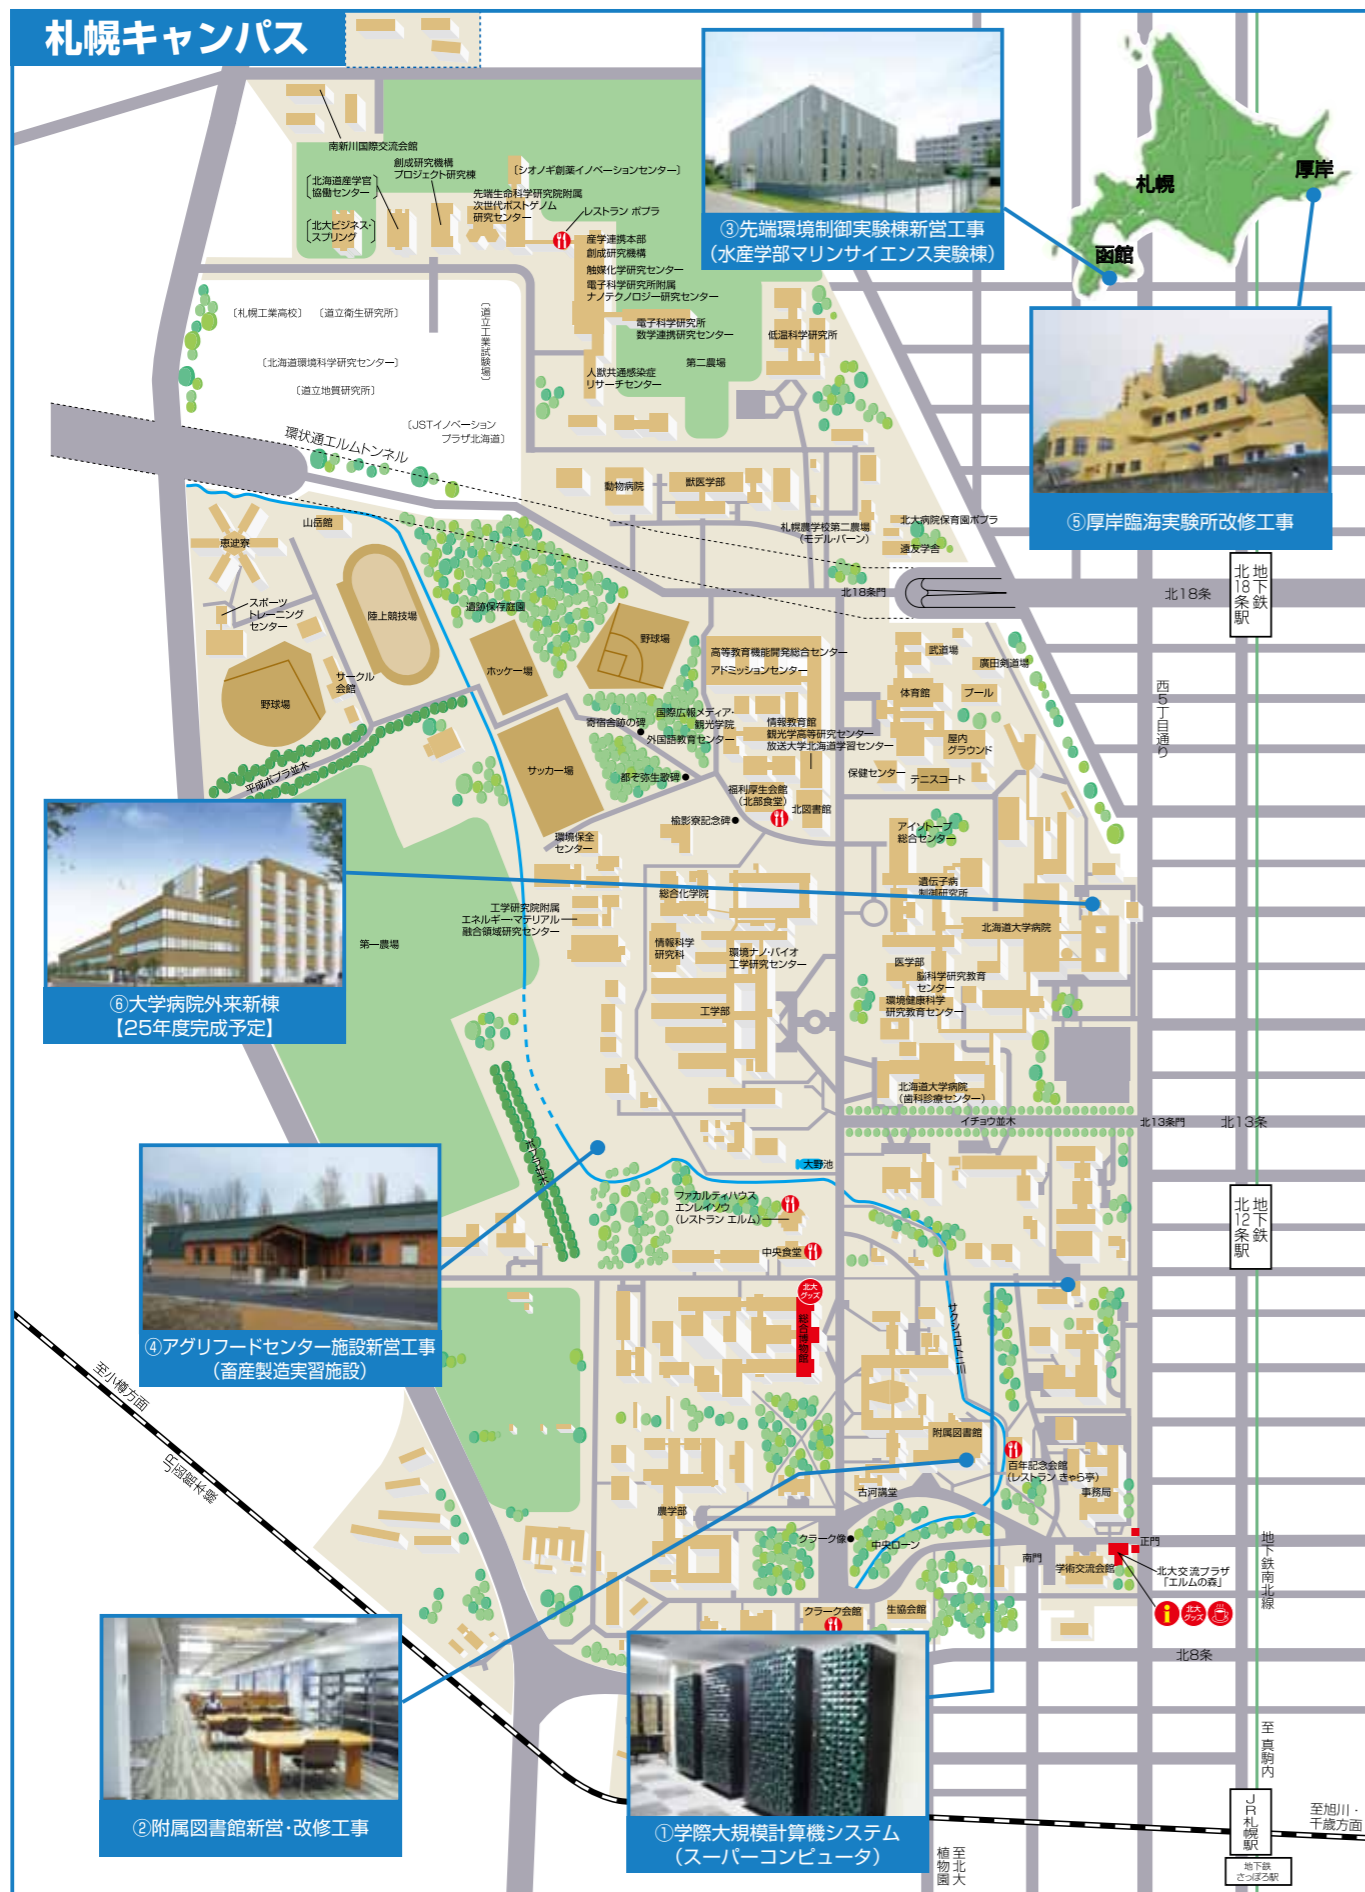 札幌キャンパス
南新川国際交流会館
創成研究機構
プロジェクト研究棟
〔シオノギ創薬イノベーションセンター〕
北海道産学官
協働センター
先端生命科学研究院附属
次世代ポストゲノム
研究センター
北大ビジネス・
スプリング
レストラン ポプラ
産学連携本部
創成研究機構
触媒化学研究センター
電子科学研究所附属
ナノテクノロジー研究センター
電子科学研究所
数学連携研究センター
第二農場
低温科学研究所
人獣共通感染症
リサーチセンター
〔札幌工業高校〕
〔道立衛生研究所〕
〔道立工業試験場〕
〔北海道環境科学研究センター〕
〔道立地質研究所〕
〔JSTイノベーション
プラザ北海道〕
③先端環境制御実験棟新営工事
（水産学部マリンサイエンス実験棟）
札幌
厚岸
函館
⑤厚岸臨海実験所改修工事
環状通エルムトンネル
動物病院
獣医学部
札幌農学校第二農場
（モデル・バーン）
北大病院保育園ポプラ
遠友学舎
恵迪寮
山岳館
スポーツ
トレーニング
センター
陸上競技場
遺跡保存庭園
北18条門
北18条
地下鉄
北18条駅
野球場
サークル
会館
ホッケー場
野球場
高等教育機能開発総合センター
アドミッションセンター
武道場
廣田剣道場
体育館
プール
西5丁目通り
国際広報メディア・
観光学院
寄宿舎跡の碑
外国語教育センター
情報教育館
観光学高等研究センター
放送大学北海道学習センター
屋内
グラウンド
保健センター
テニスコート
平成ポプラ並木
サッカー場
都ぞ弥生歌碑
福利厚生会館
（北部食堂）
北図書館
楡影寮記念碑
環境保全
センター
アイソトープ
総合センター
総合化学院
遺伝子病
制御研究所
工学研究院附属
エネルギー・マテリアル
融合領域研究センター
北海道大学病院
第一農場
情報科学
研究科
環境ナノ・バイオ
工学研究センター
医学部
脳科学研究教育
センター
環境健康科学
研究教育センター
工学部
⑥大学病院外来新棟
【25年度完成予定】
北海道大学病院
（歯科診療センター）
イチョウ並木
北13条門
北13条
大野池
地下鉄
北12条駅
ファカルティハウス
エンレイソウ
（レストラン エルム）
中央食堂
北大
グッズ
総合博物館
サクシュコトニ川
④アグリフードセンター施設新営工事
（畜産製造実習施設）
至小樽方面
JR函館本線
附属図書館
百年記念会館
（レストラン きゃら亭）
古河講堂
事務局
農学部
クラーク像
中央ローン
南門
学術交流会館
正門
北大交流プラザ
「エルムの森」
北大
グッズ
地下鉄南北線
クラーク会館
生協会館
北8条
②附属図書館新営・改修工事
①学際大規模計算機システム
（スーパーコンピュータ）
至北大
植物園
至 真駒内
JR札幌駅
地下鉄
さっぽろ駅
至旭川・
千歳方面